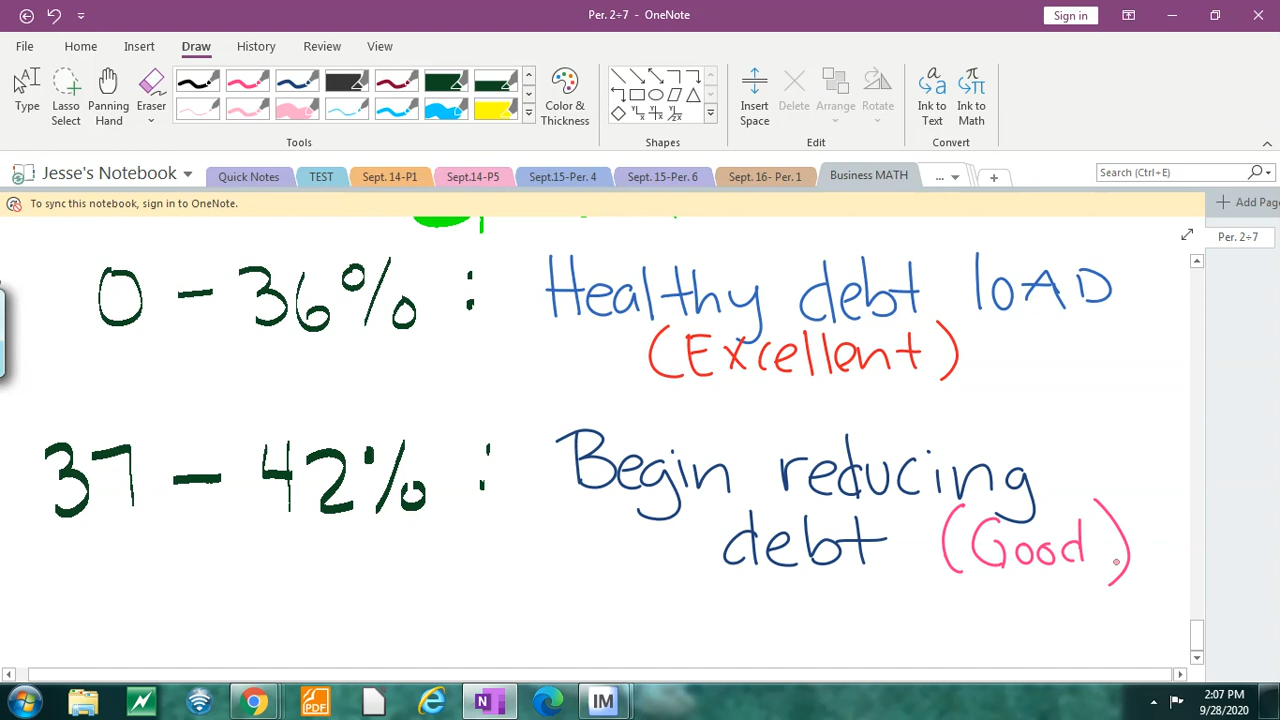 Per. 2÷7 - OneNote
Sign in
File Home Insert Draw History Review View
Type
Lasso Select
Panning Hand
Eraser
Color & Thickness
Insert Space
Delete
Arrange
Rotate
Ink to Text
Ink to Math
Tools
Shapes
Edit
Convert
Jesse's Notebook
Quick Notes
TEST
Sept. 14-P1
Sept.14-P5
Sept.15-Per. 4
Sept. 15-Per. 6
Sept. 16- Per. 1
Business MATH
...
Search (Ctrl+E)
To sync this notebook, sign in to OneNote.
Add Pag
Per. 2÷7
0 - 36% : Healthy debt loAD
(Excellent)
37 - 42% : Begin reducing
debt (Good)
IM
2:07 PM
9/28/2020